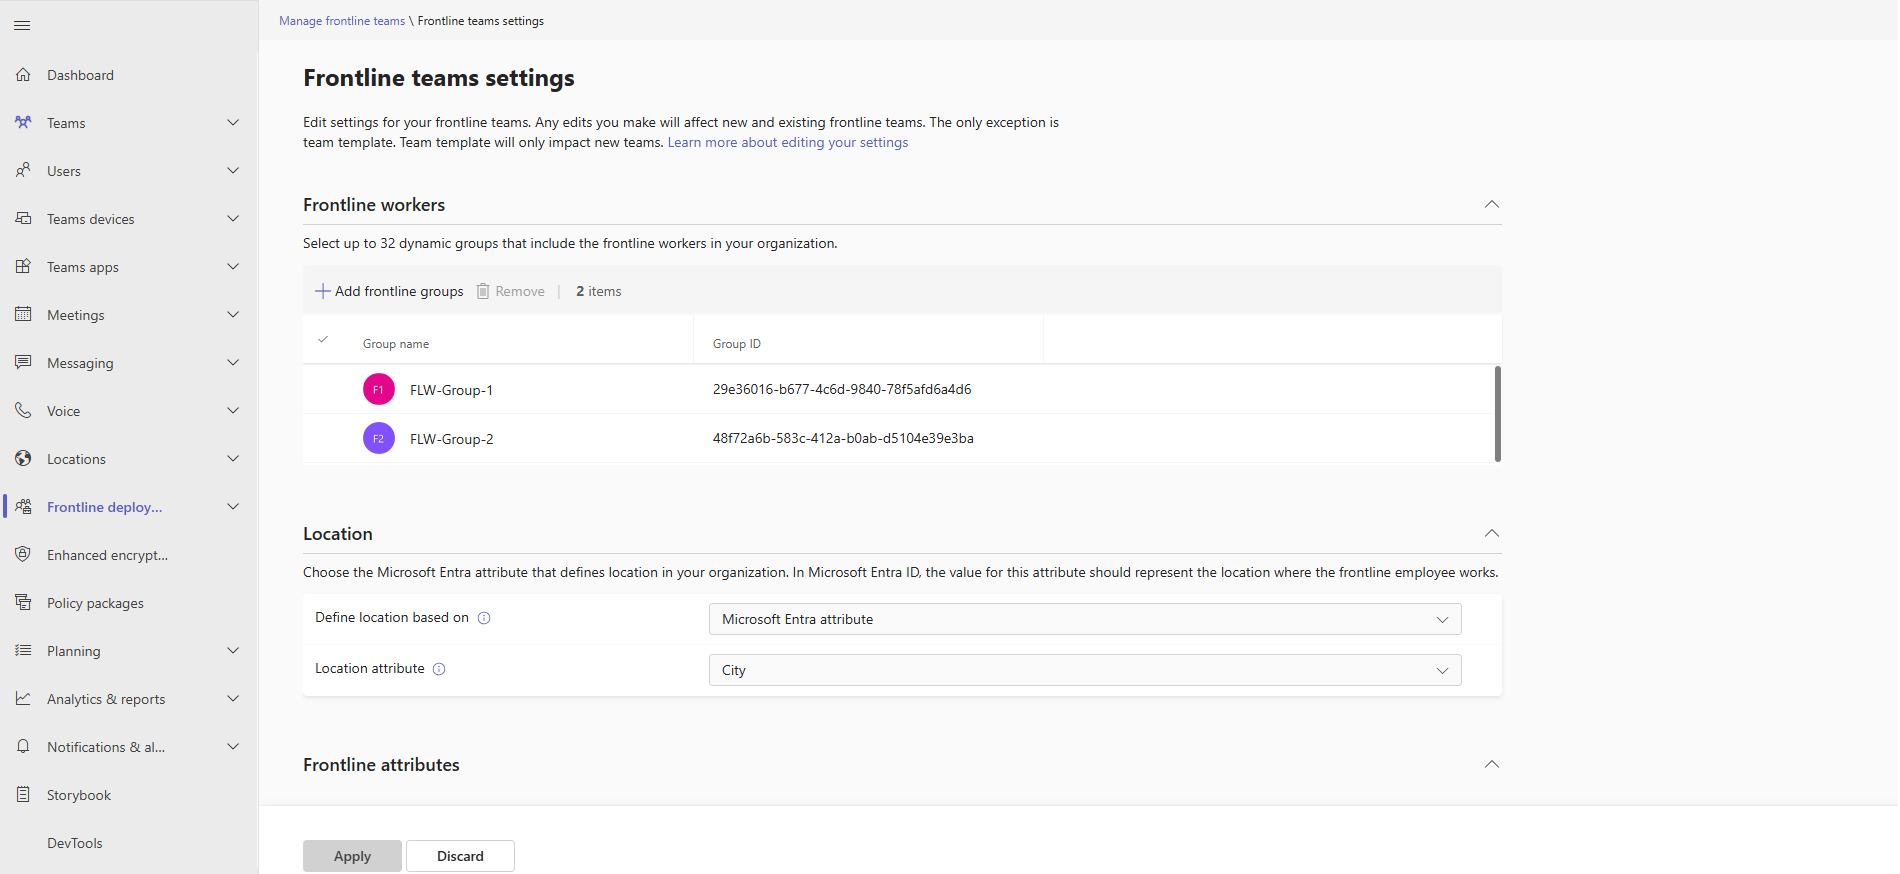 Manage frontline teams \ Frontline teams settings
Dashboard
Teams
Users
Teams devices
Teams apps
Meetings
Messaging
Voice
Locations
Frontline deploy...
Enhanced encrypt...
Policy packages
Planning
Analytics & reports
Notifications & al...
Storybook
DevTools
Frontline teams settings
Edit settings for your frontline teams. Any edits you make will affect new and existing frontline teams. The only exception is
team template. Team template will only impact new teams. Learn more about editing your settings
Frontline workers
Select up to 32 dynamic groups that include the frontline workers in your organization.
Add frontline groups Remove | 2 items
Group name Group ID
F1 FLW-Group-1 29e36016-b677-4c6d-9840-78f5afd6a4d6
F2 FLW-Group-2 48f72a6b-583c-412a-b0ab-d5104e39e3ba
Location
Choose the Microsoft Entra attribute that defines location in your organization. In Microsoft Entra ID, the value for this attribute should represent the location where the frontline employee works.
Define location based on Microsoft Entra attribute
Location attribute City
Frontline attributes
Apply Discard